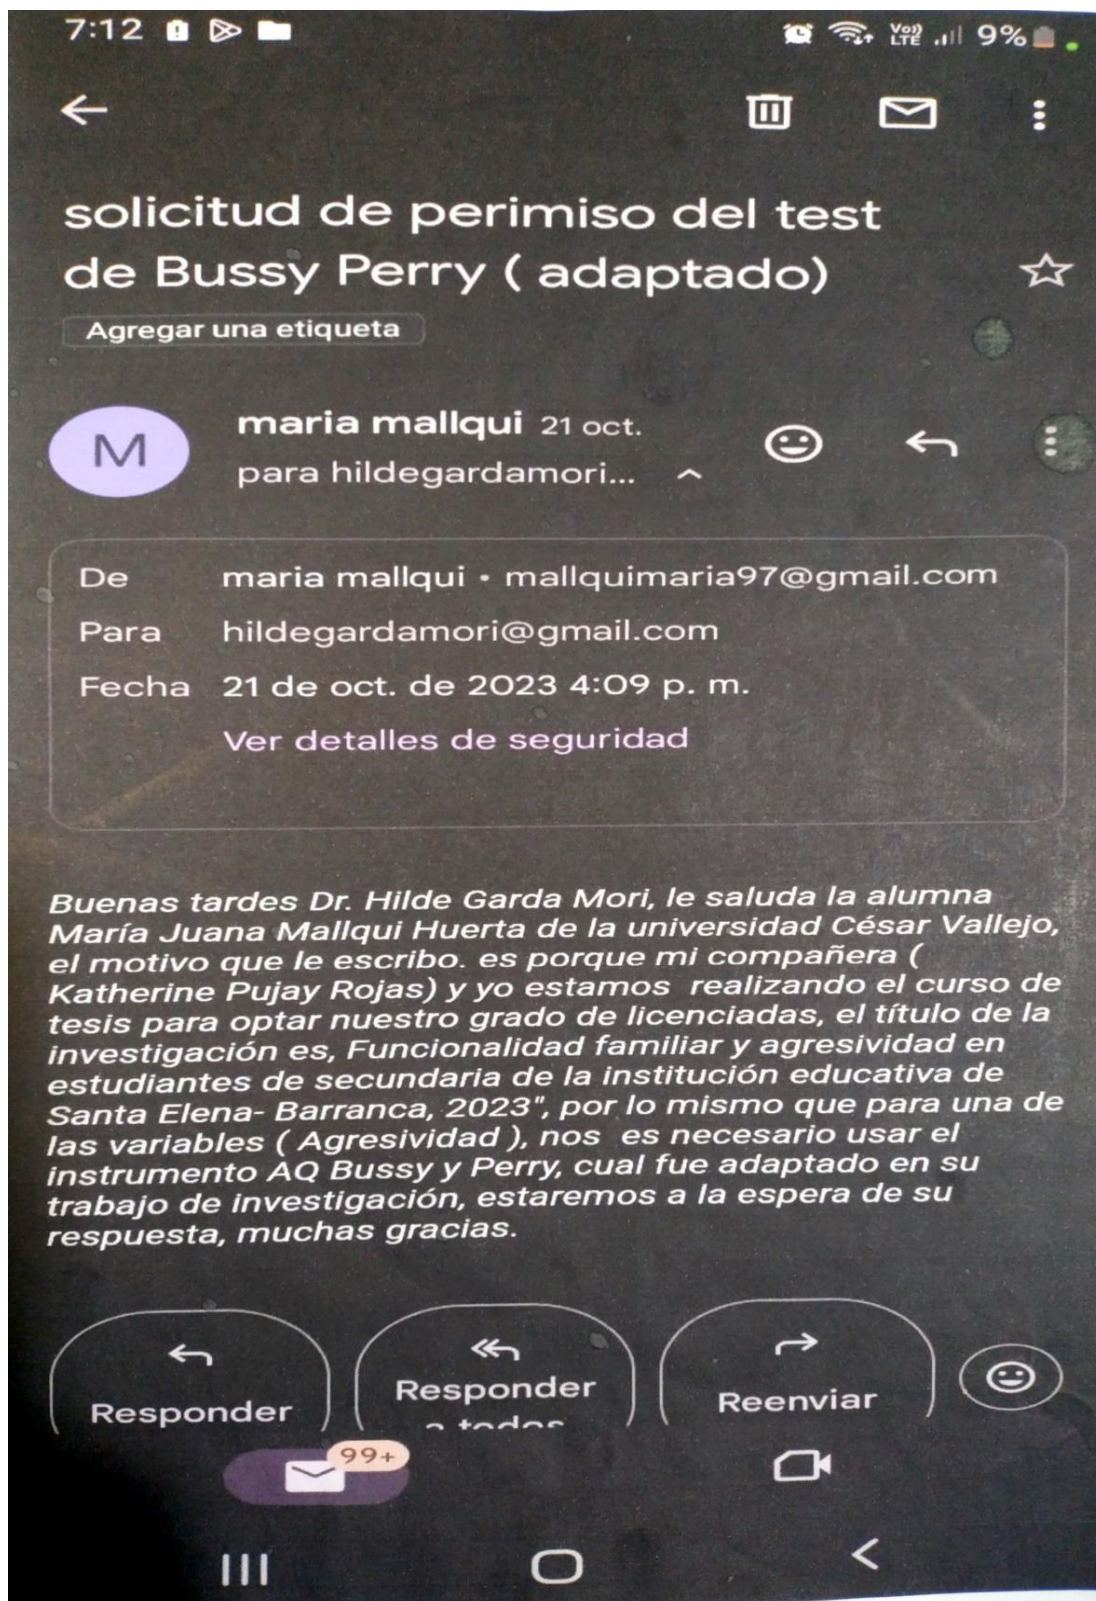 7:12
Vo)) LTE 9%
solicitud de perimiso del test
de Bussy Perry ( adaptado)
Agregar una etiqueta
M
maria mallqui 21 oct.
para hildegardamori...
De maria mallqui • mallquimaria97@gmail.com
Para hildegardamori@gmail.com
Fecha 21 de oct. de 2023 4:09 p. m.
Ver detalles de seguridad
Buenas tardes Dr. Hilde Garda Mori, le saluda la alumna
María Juana Mallqui Huerta de la universidad César Vallejo,
el motivo que le escribo. es porque mi compañera (
Katherine Pujay Rojas) y yo estamos realizando el curso de
tesis para optar nuestro grado de licenciadas, el título de la
investigación es, Funcionalidad familiar y agresividad en
estudiantes de secundaria de la institución educativa de
Santa Elena- Barranca, 2023", por lo mismo que para una de
las variables ( Agresividad ), nos es necesario usar el
instrumento AQ Bussy y Perry, cual fue adaptado en su
trabajo de investigación, estaremos a la espera de su
respuesta, muchas gracias.
Responder
Responder
a todos
Reenviar
99+